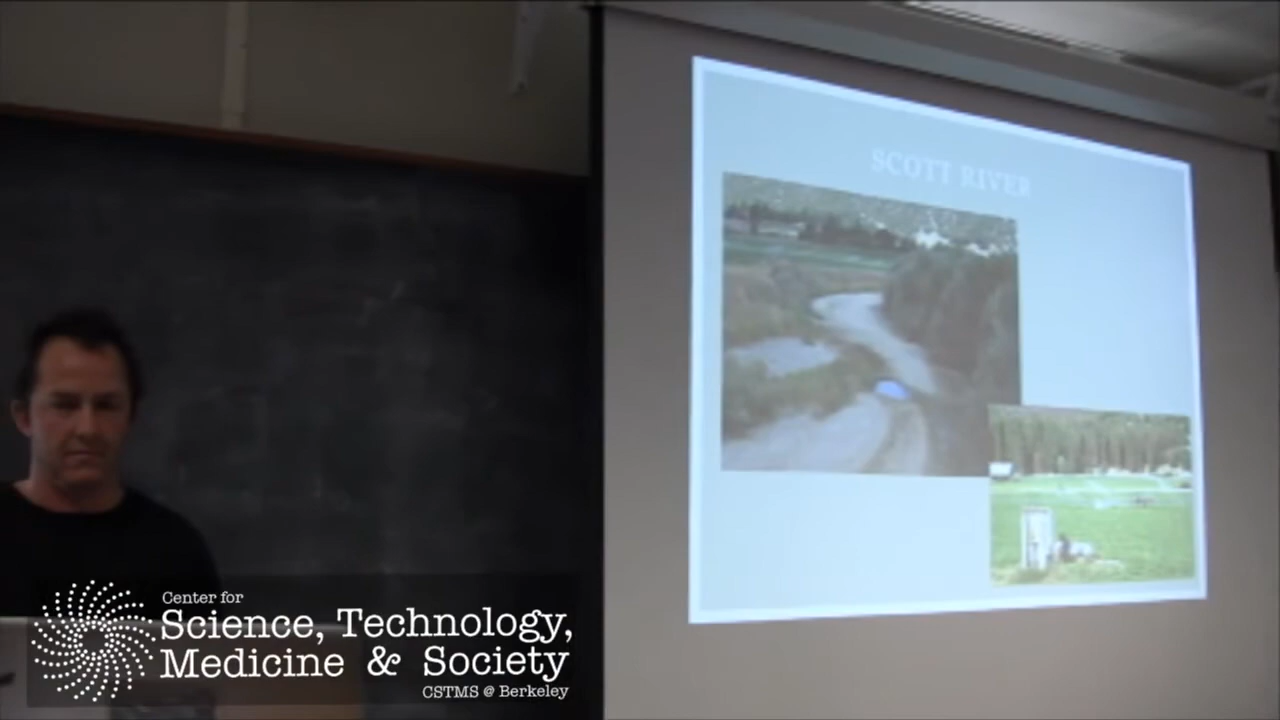 SCOTT RIVER
Center for
Science, Technology,
Medicine & Society
CSTMS @ Berkeley